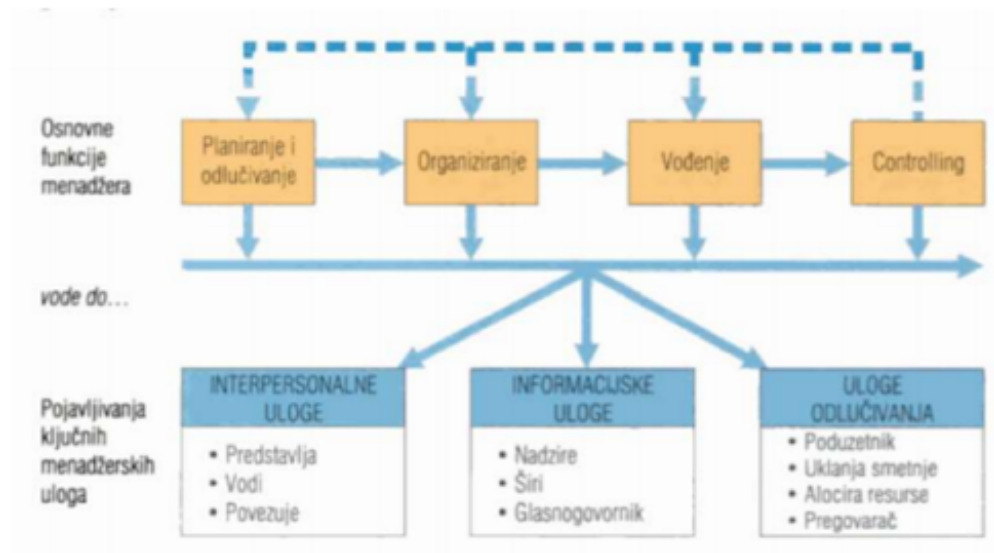 Osnovne
funkcije
menadžera
Planiranje i
odlučivanje
Organiziranje
Vođenje
Controlling
vode do...
Pojavljivanja
ključnih
menadžerskih
uloga
INTERPERSONALNE
ULOGE
• Predstavlja
• Vodi
• Povezuje
INFORMACIJSKE
ULOGE
• Nadzire
• Širi
• Glasnogovornik
ULOGE
ODLUČIVANJA
• Poduzetnik
• Uklanja smetnje
• Alocira resurse
• Pregovarač